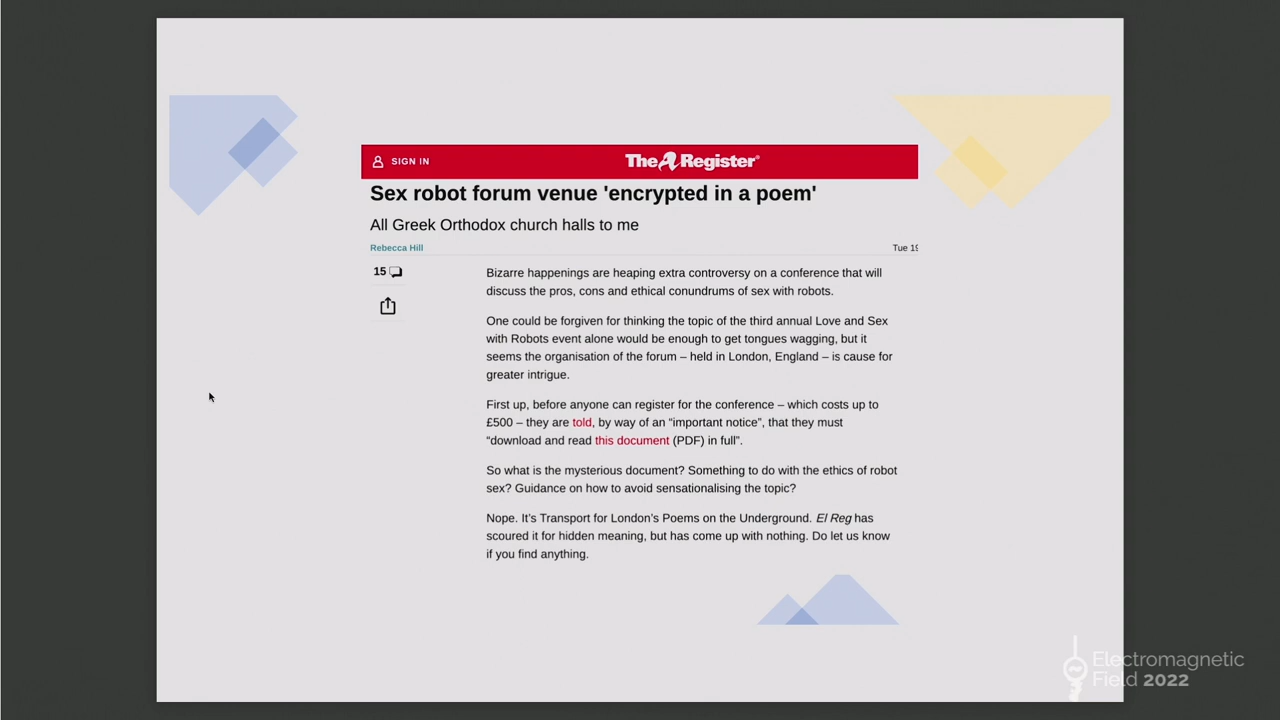 SIGN IN
The Register
Sex robot forum venue 'encrypted in a poem'
All Greek Orthodox church halls to me
Rebecca Hill
Tue 19
15
Bizarre happenings are heaping extra controversy on a conference that will
discuss the pros, cons and ethical conundrums of sex with robots.
One could be forgiven for thinking the topic of the third annual Love and Sex
with Robots event alone would be enough to get tongues wagging, but it
seems the organisation of the forum – held in London, England – is cause for
greater intrigue.
First up, before anyone can register for the conference – which costs up to
£500 – they are told, by way of an “important notice”, that they must
“download and read this document (PDF) in full”.
So what is the mysterious document? Something to do with the ethics of robot
sex? Guidance on how to avoid sensationalising the topic?
Nope. It’s Transport for London’s Poems on the Underground. El Reg has
scoured it for hidden meaning, but has come up with nothing. Do let us know
if you find anything.
Electromagnetic
Field 2022